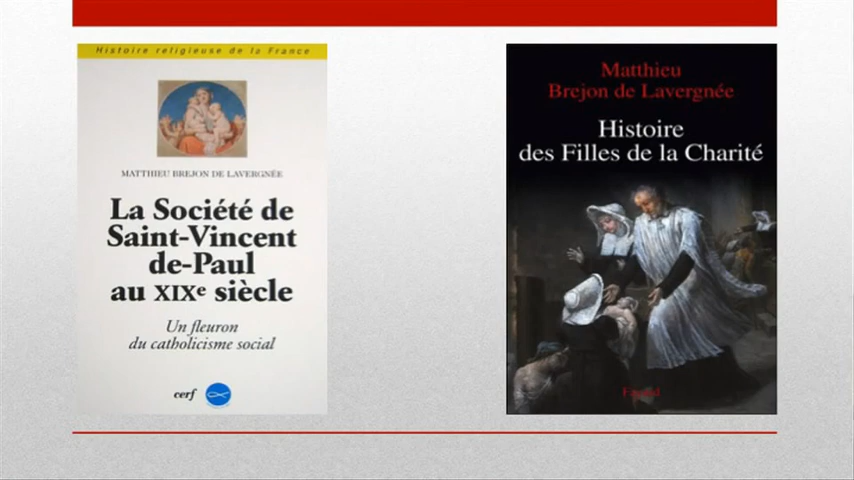 Histoire religieuse de la France
MATTHIEU BREJON DE LAVERGNÉE
La Société de
Saint-Vincent
de-Paul
au XIXe siècle
Un fleuron
du catholicisme social
cerf
Matthieu
Brejon de Lavergnée
Histoire
des Filles de la Charité
Fayard